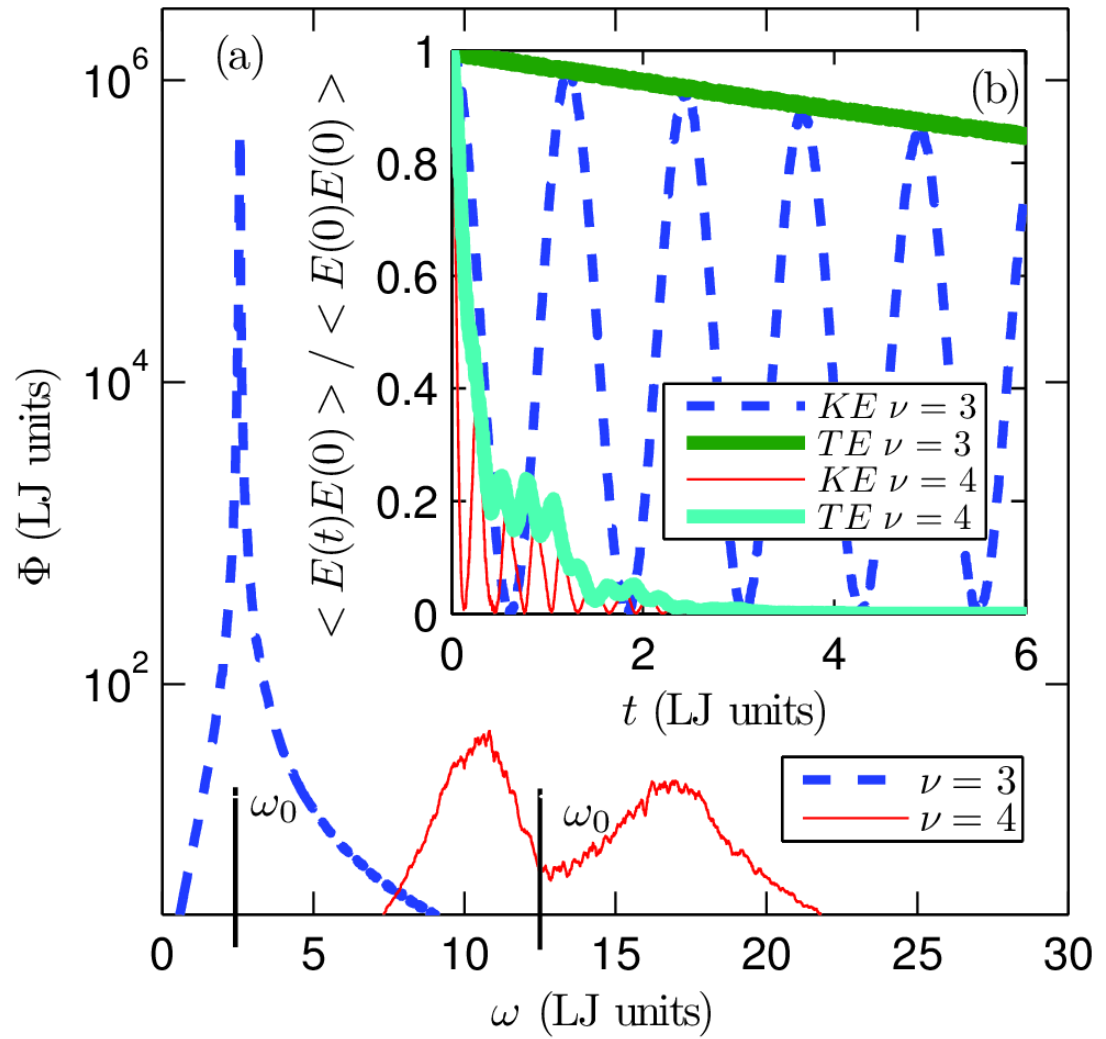 (a)
(b)
10^6
10^4
10^2
Φ (LJ units)
< E(t)E(0) > / < E(0)E(0) >
1
0.8
0.6
0.4
0.2
0
KE ν = 3
TE ν = 3
KE ν = 4
TE ν = 4
0 2 4 6
t (LJ units)
ν = 3
ν = 4
ω₀ ω₀
0 5 10 15 20 25 30
ω (LJ units)